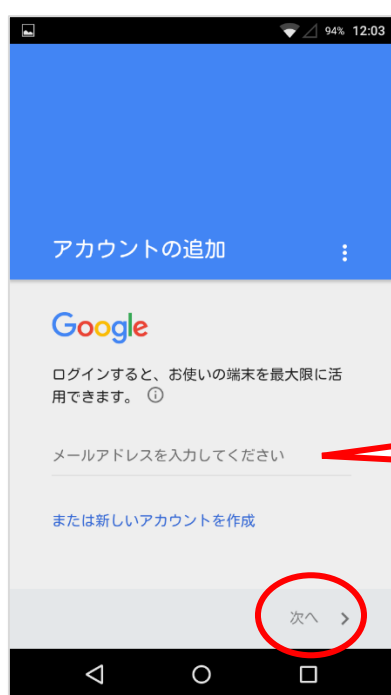 94% 12:03
アカウントの追加
Google
ログインすると、お使いの端末を最大限に活
用できます。
メールアドレスを入力してください
または新しいアカウントを作成
次へ